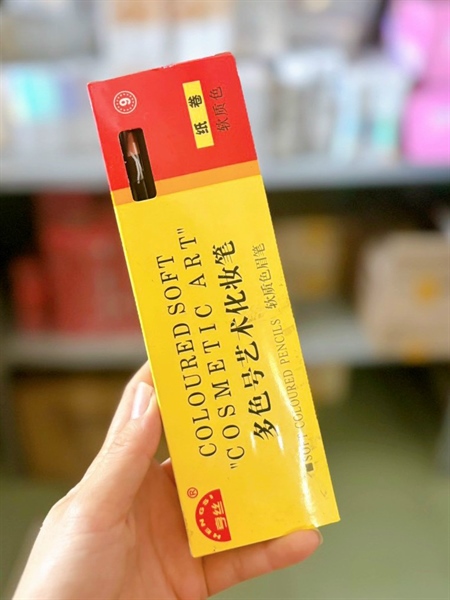 纸卷
软质色
COLOURED SOFT
"COSMETIC ART"
多色号艺术化妆笔
■SOFT COLOURED PENCILS 软质色眉笔
HENGSI
®